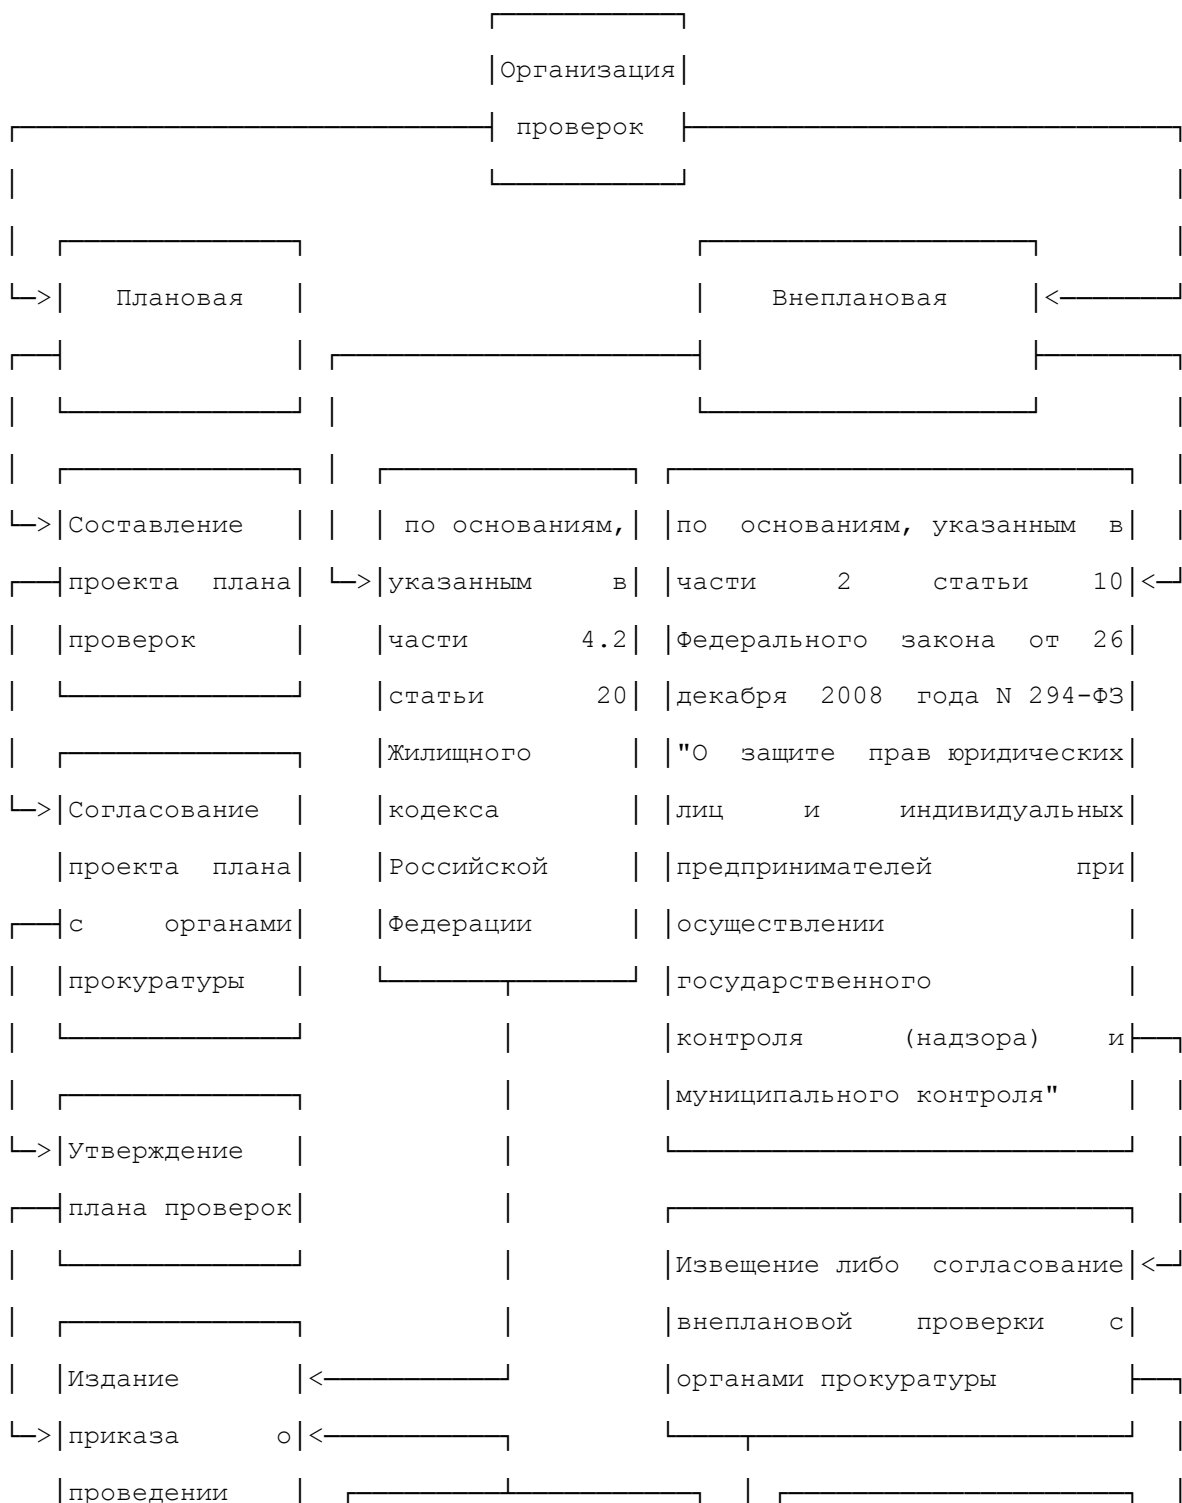 Организация
проверок
Плановая
Внеплановая
Составление
проекта плана
проверок
по основаниям,
указанным в
части 4.2
статьи 20
Жилищного
кодекса
Российской
Федерации
по основаниям, указанным в
части 2 статьи 10
Федерального закона от 26
декабря 2008 года N 294-ФЗ
"О защите прав юридических
лиц и индивидуальных
предпринимателей при
осуществлении
государственного
контроля (надзора) и
муниципального контроля"
Согласование
проекта плана
с органами
прокуратуры
Утверждение
плана проверок
Извещение либо согласование
внеплановой проверки с
органами прокуратуры
Издание
приказа о
проведении